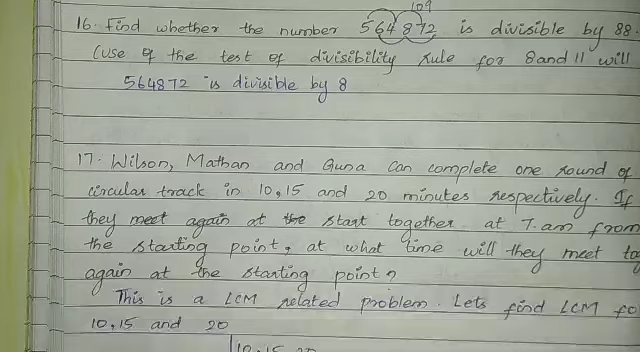 109
16. Find whether the number 564872 is divisible by 88.
(use of the test of divisibility rule for 8 and 11 will
564872 is divisible by 8
17. Wilson, Mathan and Guna can complete one round of
circular track in 10,15 and 20 minutes respectively. If
they meet again at the start together at 7.am from
the starting point, at what time will they meet tog
again at the starting point?
This is a LCM related problem. Lets find LCM fo
10,15 and 20
10, 15, 20